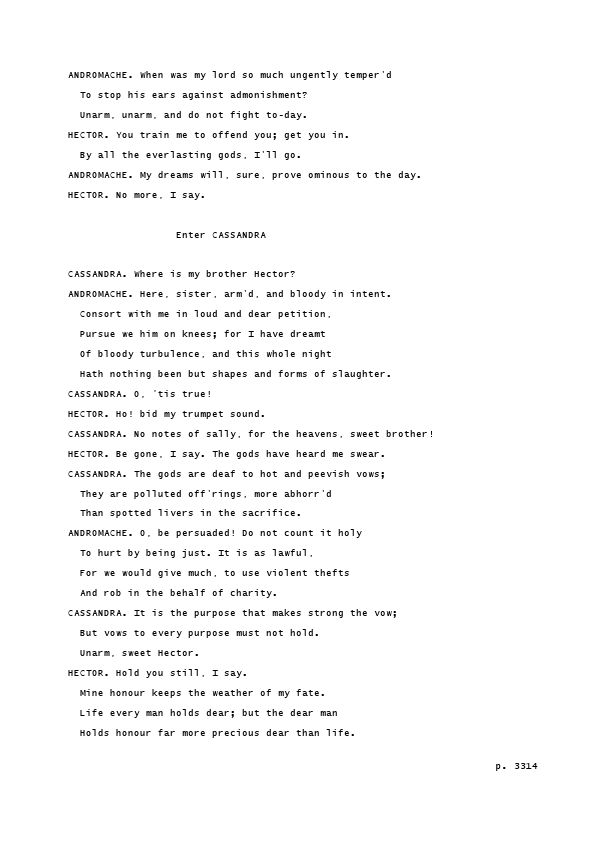 ANDROMACHE. When was my lord so much ungently temper'd
To stop his ears against admonishment?
Unarm, unarm, and do not fight to-day.
HECTOR. You train me to offend you; get you in.
By all the everlasting gods, I'll go.
ANDROMACHE. My dreams will, sure, prove ominous to the day.
HECTOR. No more, I say.
Enter CASSANDRA
CASSANDRA. Where is my brother Hector?
ANDROMACHE. Here, sister, arm'd, and bloody in intent.
Consort with me in loud and dear petition,
Pursue we him on knees; for I have dreamt
Of bloody turbulence, and this whole night
Hath nothing been but shapes and forms of slaughter.
CASSANDRA. O, 'tis true!
HECTOR. Ho! bid my trumpet sound.
CASSANDRA. No notes of sally, for the heavens, sweet brother!
HECTOR. Be gone, I say. The gods have heard me swear.
CASSANDRA. The gods are deaf to hot and peevish vows;
They are polluted off'rings, more abhorr'd
Than spotted livers in the sacrifice.
ANDROMACHE. O, be persuaded! Do not count it holy
To hurt by being just. It is as lawful,
For we would give much, to use violent thefts
And rob in the behalf of charity.
CASSANDRA. It is the purpose that makes strong the vow;
But vows to every purpose must not hold.
Unarm, sweet Hector.
HECTOR. Hold you still, I say.
Mine honour keeps the weather of my fate.
Life every man holds dear; but the dear man
Holds honour far more precious dear than life.
p. 3314